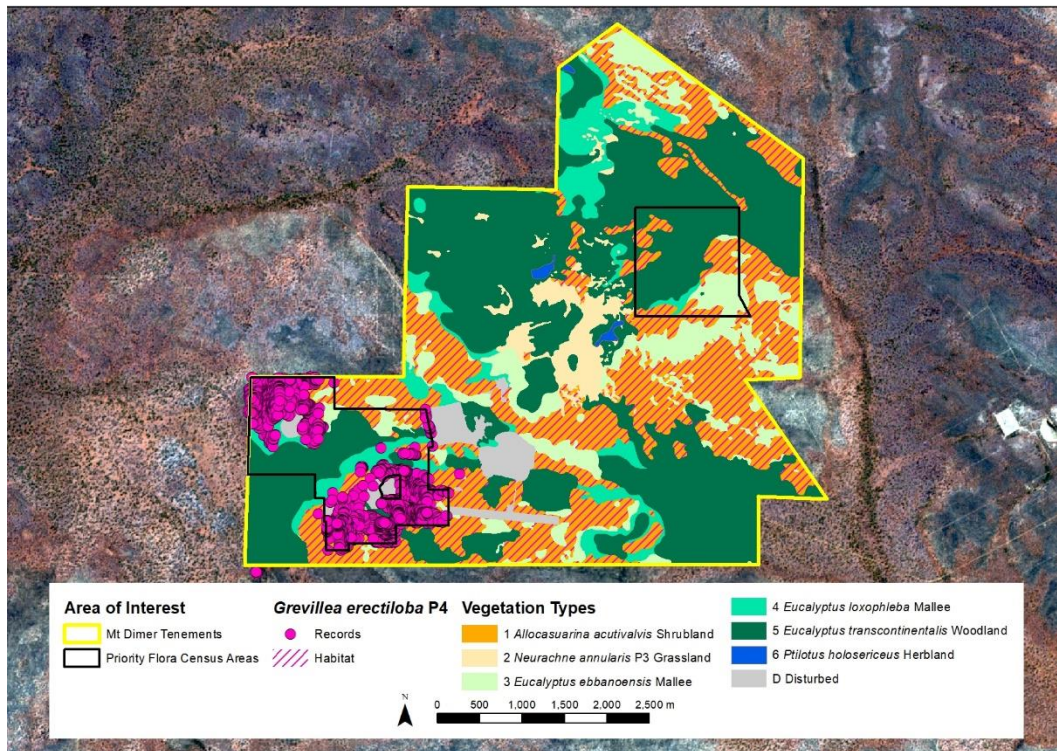 Area of Interest
Mt Dimer Tenements
Priority Flora Census Areas
Grevillea erectiloba P4
Records
Habitat
Vegetation Types
1 Allocasuarina acutivalvis Shrubland
2 Neurachne annularis P3 Grassland
3 Eucalyptus ebbanoensis Mallee
4 Eucalyptus loxophleba Mallee
5 Eucalyptus transcontinentalis Woodland
6 Ptilotus holosericeus Herbland
D Disturbed
N
0 500 1,000 1,500 2,000 2,500 m